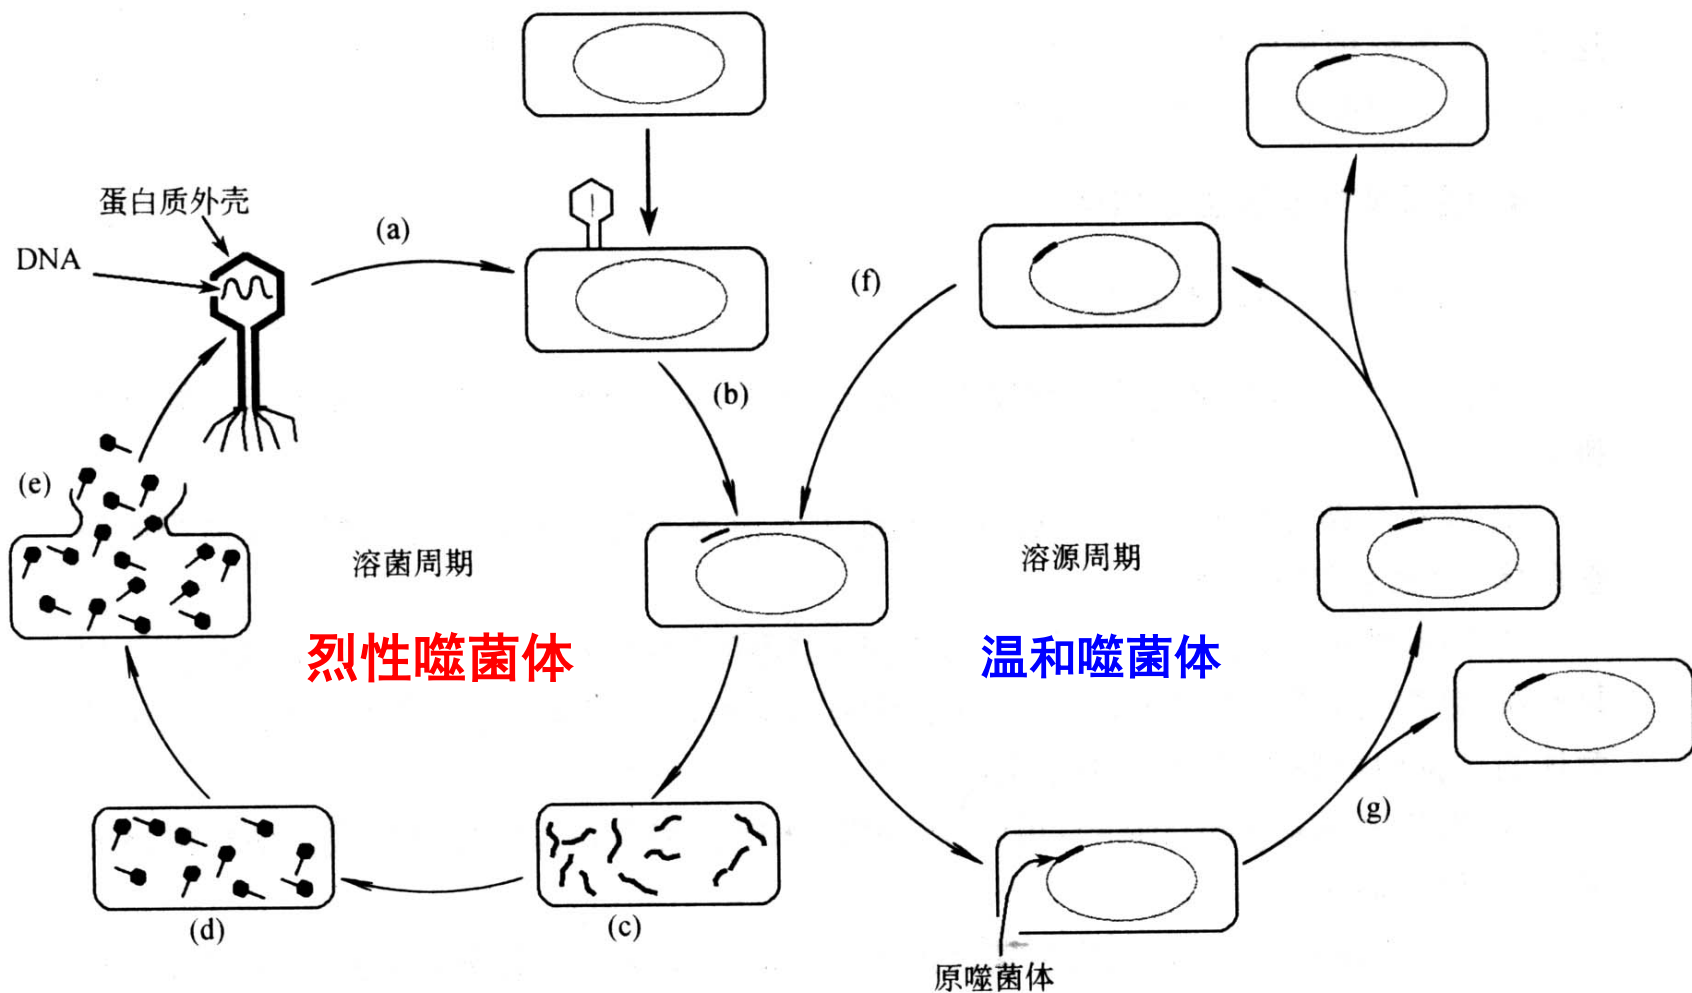 蛋白质外壳
DNA
(a)
(b)
(f)
(e)
溶菌周期
溶源周期
烈性噬菌体
温和噬菌体
(g)
(d)
(c)
原噬菌体